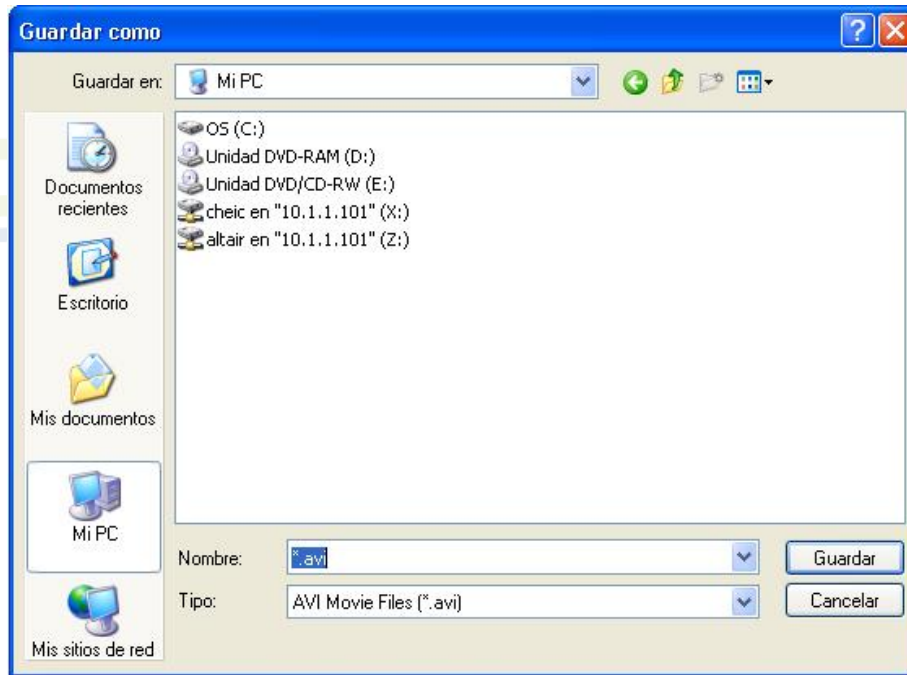 Guardar como
Guardar en:
Mi PC
OS (C:)
Unidad DVD-RAM (D:)
Unidad DVD/CD-RW (E:)
cheic en "10.1.1.101" (X:)
altair en "10.1.1.101" (Z:)
Documentos
recientes
Escritorio
Mis documentos
Mi PC
Mis sitios de red
Nombre:
*.avi
Guardar
Tipo:
AVI Movie Files (*.avi)
Cancelar